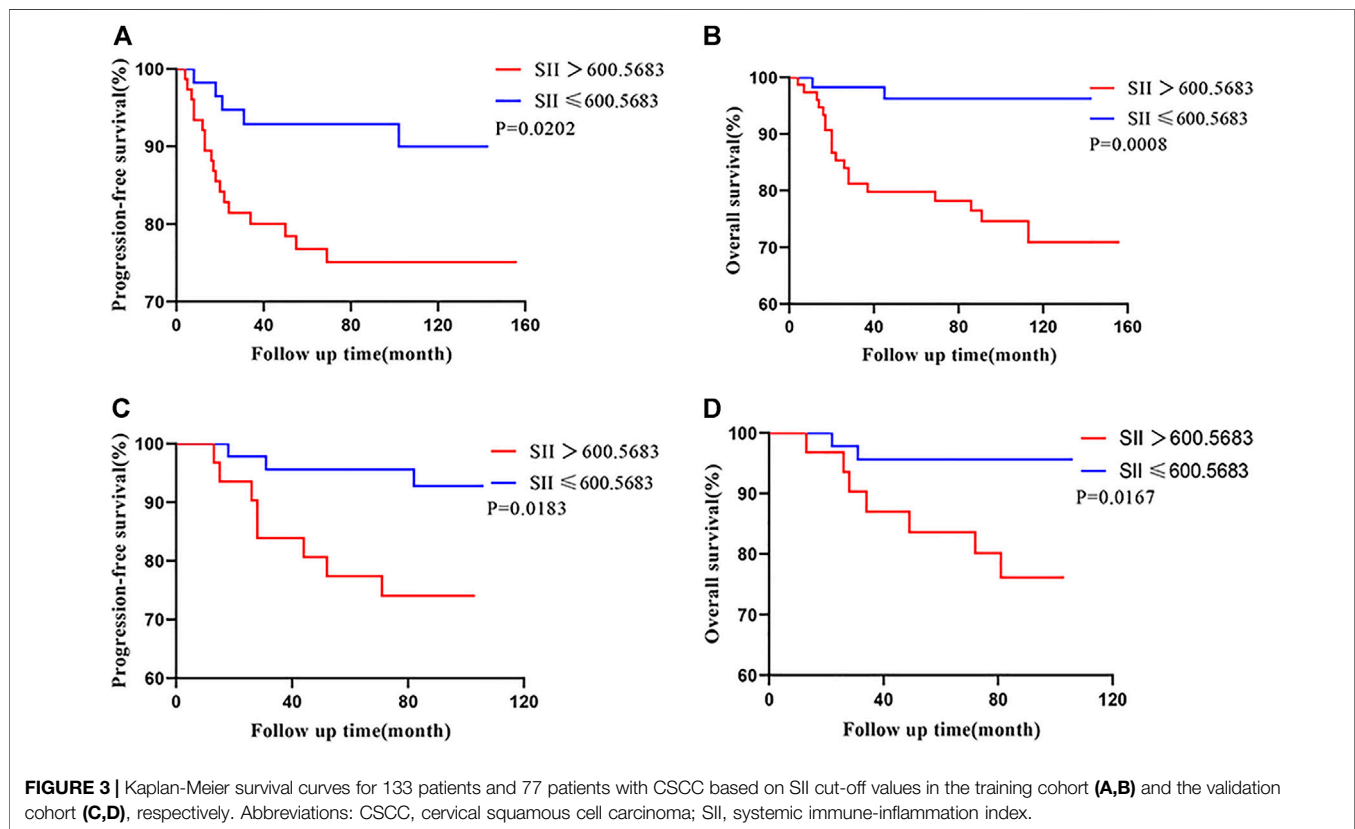 A
Progression-free survival(%)
100
90
80
70
0 40 80 120 160
Follow up time(month)
SII ＞600.5683
SII ≤600.5683
P=0.0202
B
Overall survival(%)
100
90
80
70
60
0 40 80 120 160
Follow up time(month)
SII ＞600.5683
SII ≤600.5683
P=0.0008
C
Progression-free survival(%)
100
90
80
70
60
0 40 80 120
Follow up time(month)
SII ＞600.5683
SII ≤600.5683
P=0.0183
D
Overall survival(%)
100
90
80
70
60
0 40 80 120
Follow up time(month)
SII ＞600.5683
SII ≤600.5683
P=0.0167
FIGURE 3 | Kaplan-Meier survival curves for 133 patients and 77 patients with CSCC based on SII cut-off values in the training cohort (A,B) and the validation
cohort (C,D), respectively. Abbreviations: CSCC, cervical squamous cell carcinoma; SII, systemic immune-inflammation index.